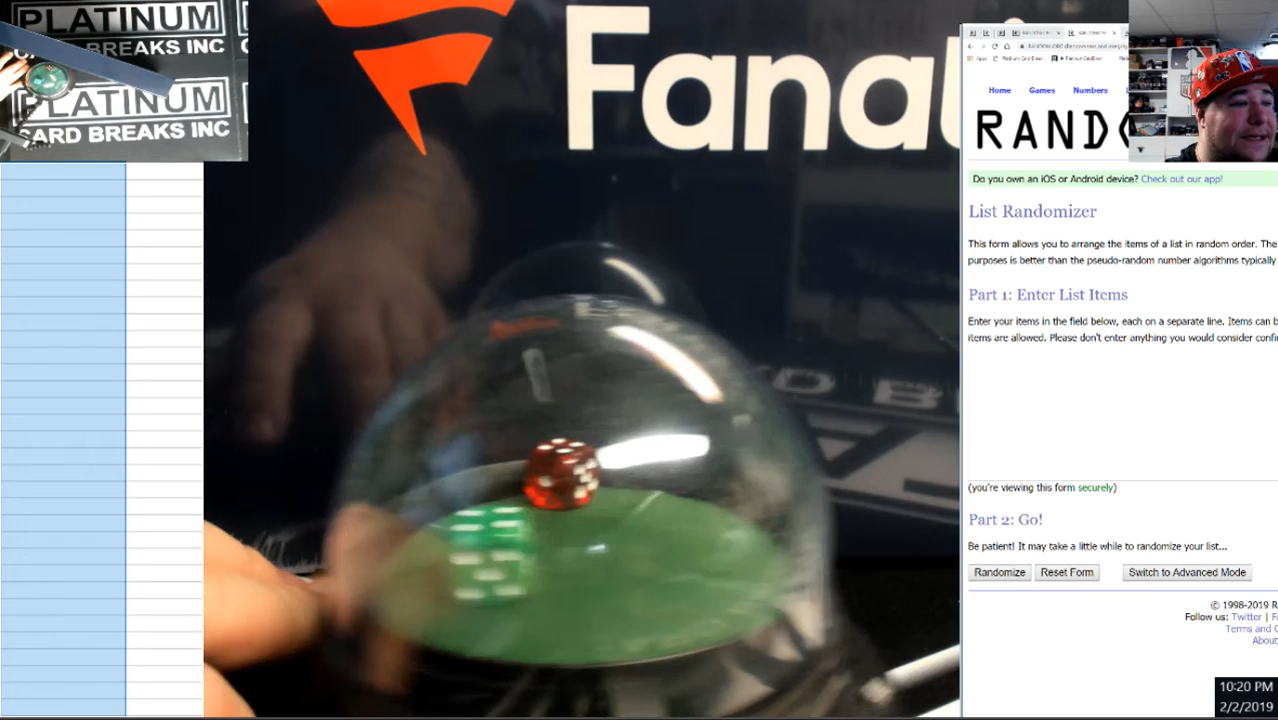 PLATINUM
CARD BREAKS INC
PLATINUM
CARD BREAKS INC
Home Games Numbers
Do you own an iOS or Android device? Check out our app!
List Randomizer
This form allows you to arrange the items of a list in random order. The
purposes is better than the pseudo-random number algorithms typically
Part 1: Enter List Items
Enter your items in the field below, each on a separate line. Items can b
items are allowed. Please don't enter anything you would consider confi
(you're viewing this form securely)
Part 2: Go!
Be patient! It may take a little while to randomize your list...
Randomize Reset Form Switch to Advanced Mode
© 1998-2019 R
Follow us: Twitter | F
Terms and C
About
10:20 PM
2/2/2019